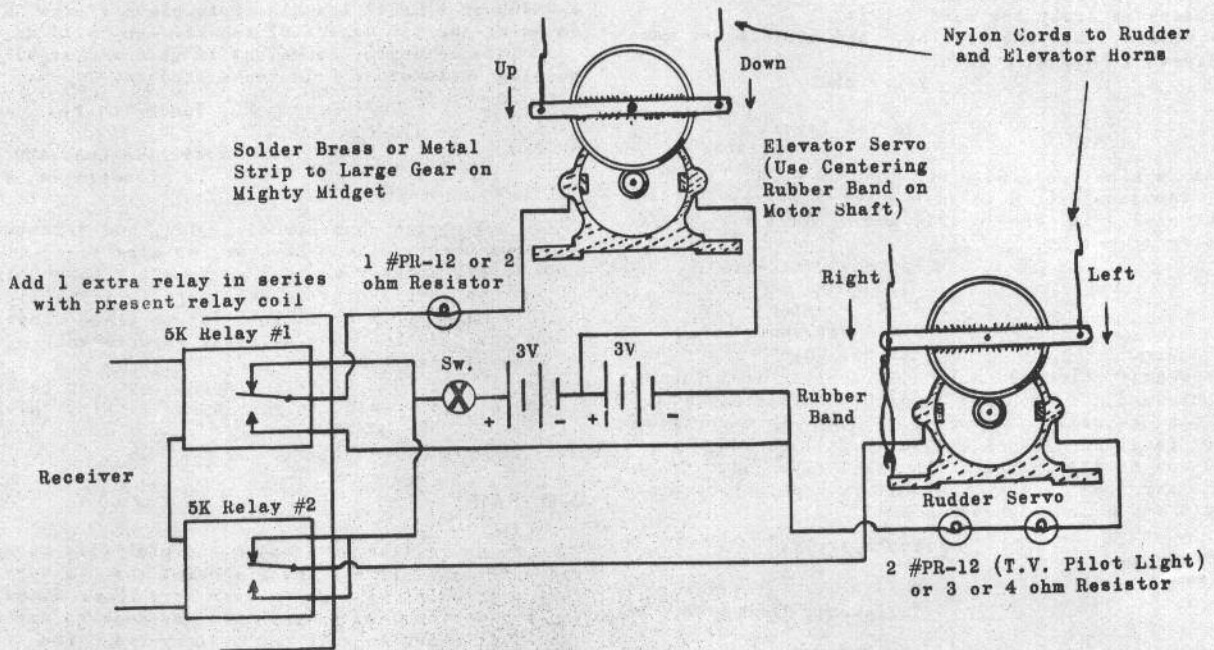 Nylon Cords to Rudder
and Elevator Horns
Up
Down
Solder Brass or Metal
Strip to Large Gear on
Mighty Midget
Elevator Servo
(Use Centering
Rubber Band on
Motor Shaft)
1 #PR-12 or 2
ohm Resistor
Add 1 extra relay in series
with present relay coil
Right
Left
5K Relay #1
Sw.
3V
3V
+
-
+
-
Rubber
Band
Receiver
5K Relay #2
Rudder Servo
2 #PR-12 (T.V. Pilot Light)
or 3 or 4 ohm Resistor